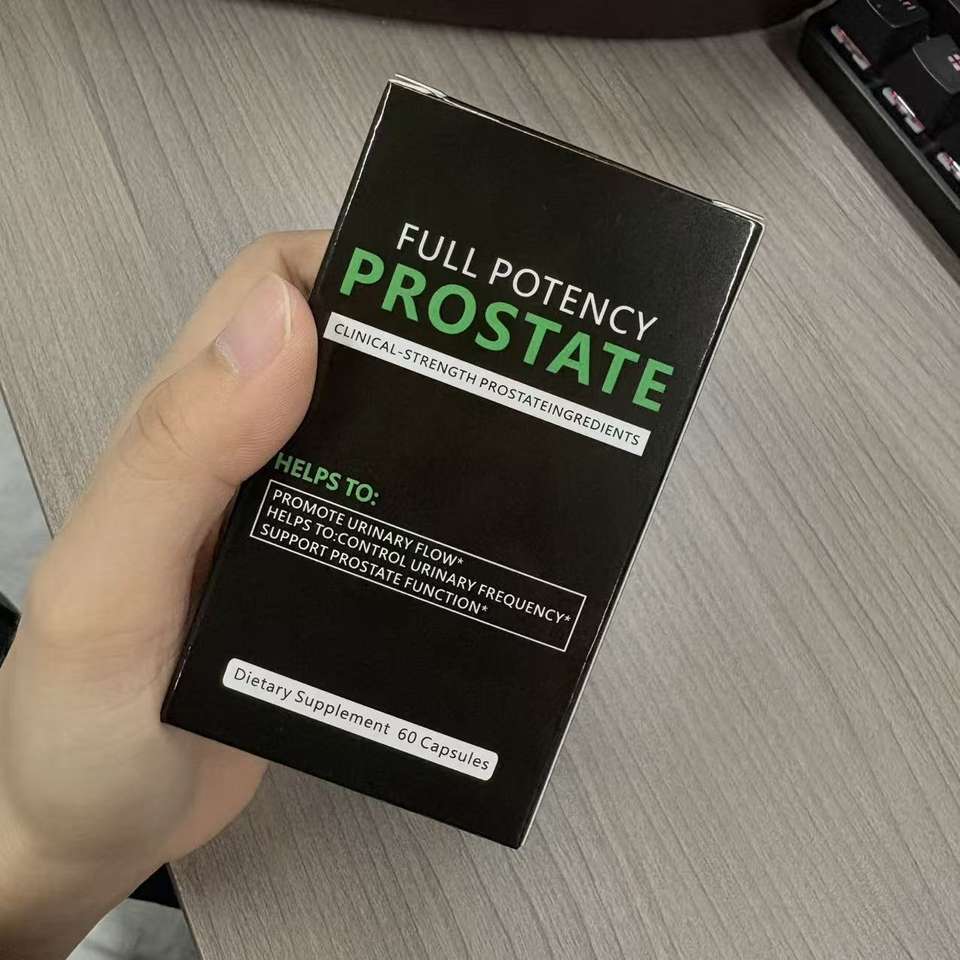 FULL POTENCY
PROSTATE
CLINICAL-STRENGTH PROSTATEINGREDIENTS
HELPS TO:
PROMOTE URINARY FLOW*
HELPS TO:CONTROL URINARY FREQUENCY*
SUPPORT PROSTATE FUNCTION*
Dietary Supplement 60 Capsules